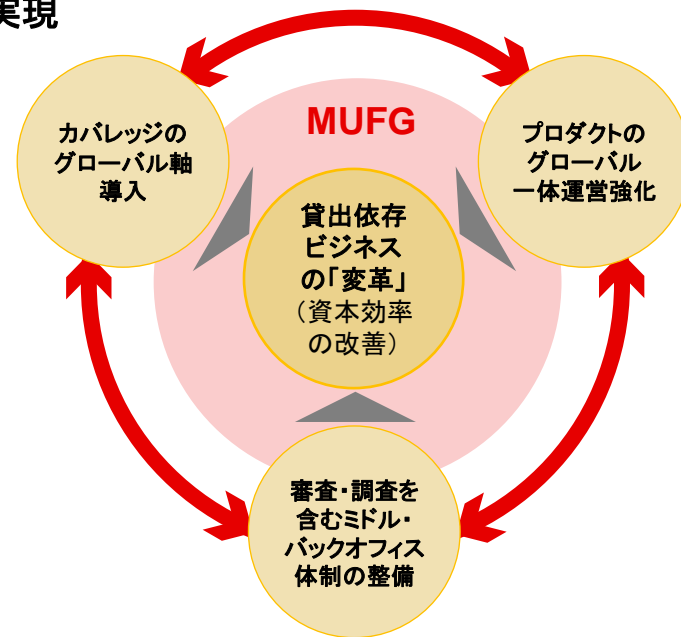 実現
MUFG
カバレッジの
グローバル軸
導入
プロダクトの
グローバル
一体運営強化
貸出依存
ビジネス
の「変革」
（資本効率
の改善）
審査・調査を
含むミドル・
バックオフィス
体制の整備